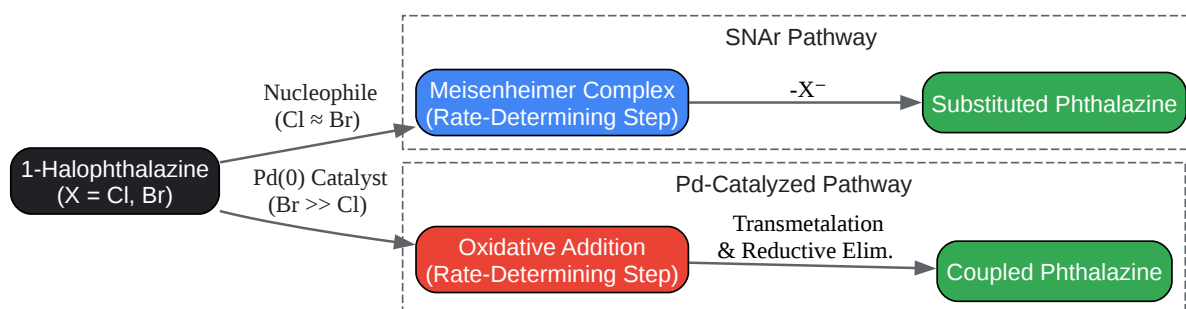 SNAr Pathway
Nucleophile
(Cl ≈ Br)
Meisenheimer Complex
(Rate-Determining Step)
-X⁻
Substituted Phthalazine
1-Halophthalazine
(X = Cl, Br)
Pd(0) Catalyst
(Br >> Cl)
Pd-Catalyzed Pathway
Oxidative Addition
(Rate-Determining Step)
Transmetalation
& Reductive Elim.
Coupled Phthalazine